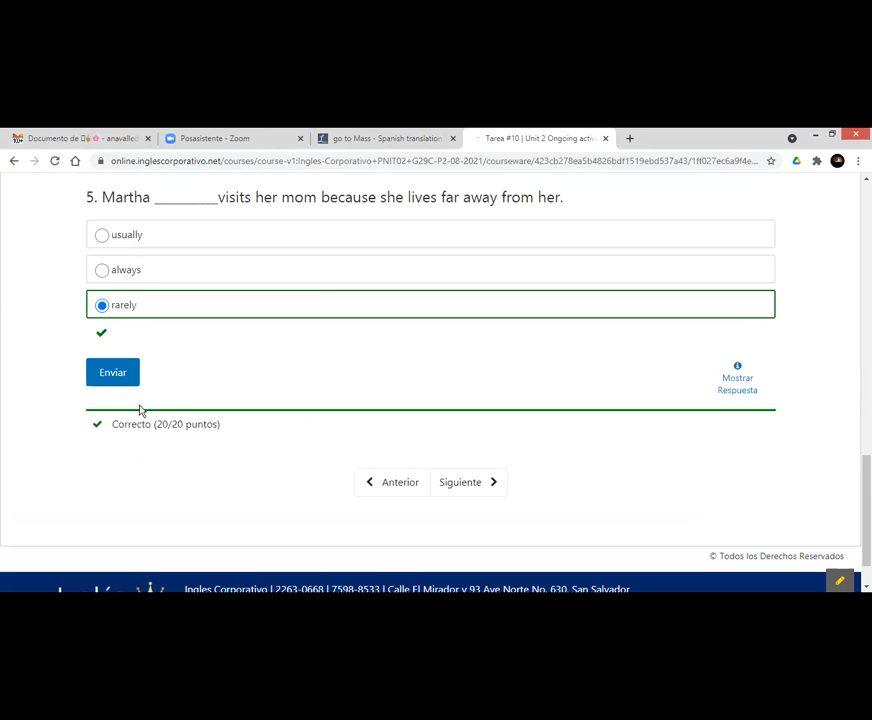 Documento de - anavalled
Posasistente - Zoom
go to Mass - Spanish translation
Tarea #10 | Unit 2 Ongoing activ
online.inglescorporativo.net/courses/course-v1:Ingles-Corporativo+PNIT02+G29C-P2-08-2021/courseware/423cb278ea5b4826bdf1519ebd537a43/1ff027ec6a9f4e...
5. Martha __________visits her mom because she lives far away from her.
usually
always
rarely
Enviar
Mostrar
Respuesta
Correcto (20/20 puntos)
Anterior
Siguiente
© Todos los Derechos Reservados
Ingles Corporativo | 2263-0668 | 7598-8533 | Calle El Mirador y 93 Ave Norte No. 630, San Salvador